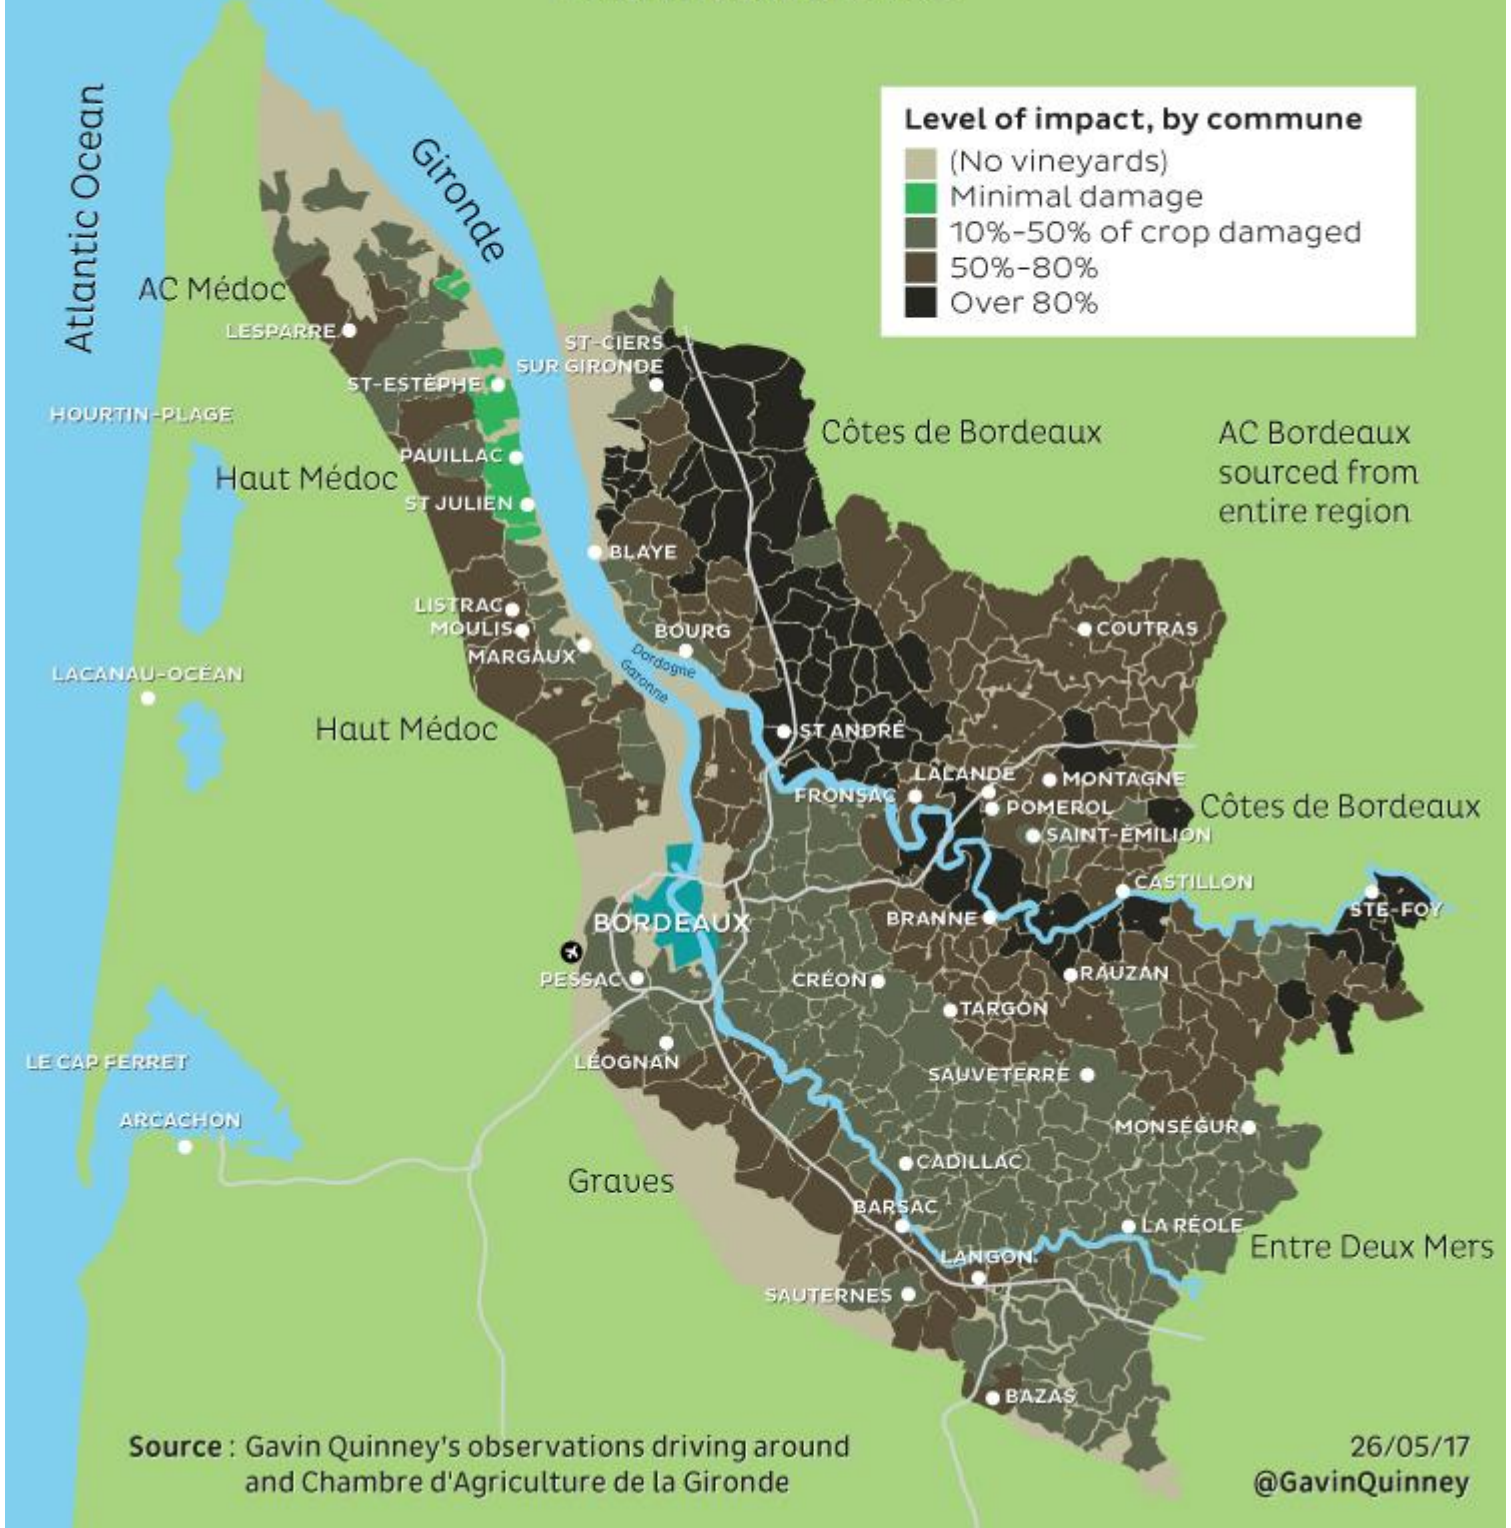 Atlantic Ocean
Gironde
Level of impact, by commune
(No vineyards)
Minimal damage
10%-50% of crop damaged
50%-80%
Over 80%
AC Médoc
LESPARRE
ST-CIERS
SUR GIRONDE
ST-ESTÈPHE
HOURTIN-PLAGE
Côtes de Bordeaux
AC Bordeaux
sourced from
entire region
PAUILLAC
Haut Médoc
ST JULIEN
BLAYE
LISTRAC
MOULIS
MARGAUX
BOURG
COUTRAS
Dordogne
Garonne
LACANAU-OCÉAN
Haut Médoc
ST ANDRÉ
LALANDE
MONTAGNE
FRONSAC
POMEROL
Côtes de Bordeaux
SAINT-ÉMILION
CASTILLON
STE-FOY
BORDEAUX
BRANNE
PESSAC
CRÉON
RAUZAN
TARGON
LÉOGNAN
LE CAP FERRET
SAUVETERRE
ARCACHON
MONSÉGUR
CADILLAC
Graves
BARSAC
LA RÉOLE
Entre Deux Mers
LANGON
SAUTERNES
BAZAS
Source : Gavin Quinney's observations driving around
and Chambre d'Agriculture de la Gironde
26/05/17
@GavinQuinney